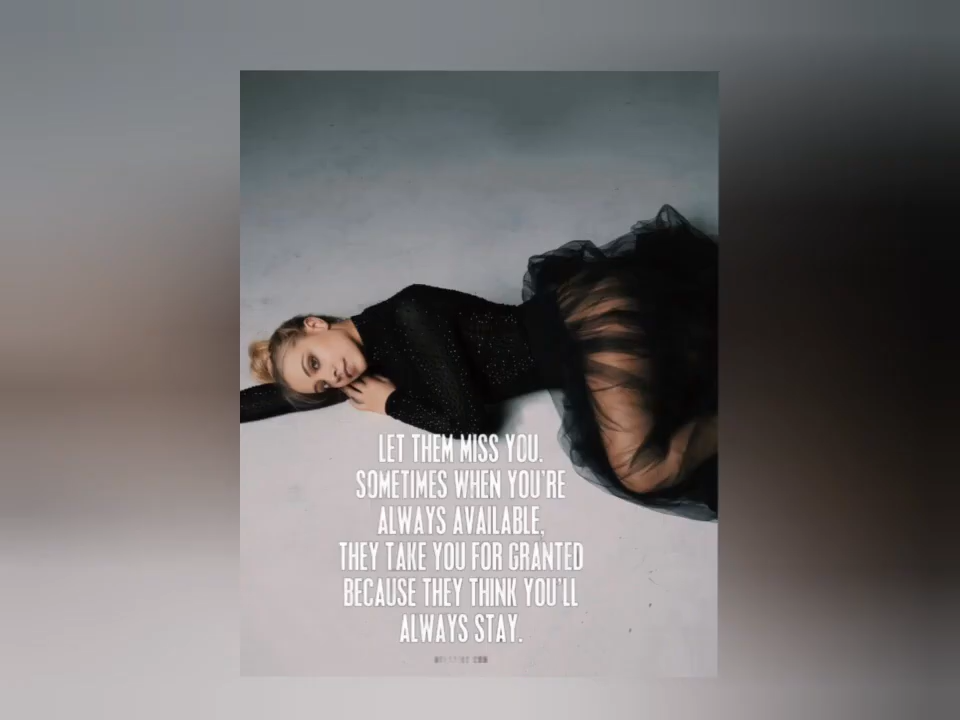 LET THEM MISS YOU.
SOMETIMES WHEN YOU'RE
ALWAYS AVAILABLE,
THEY TAKE YOU FOR GRANTED
BECAUSE THEY THINK YOU'LL
ALWAYS STAY.